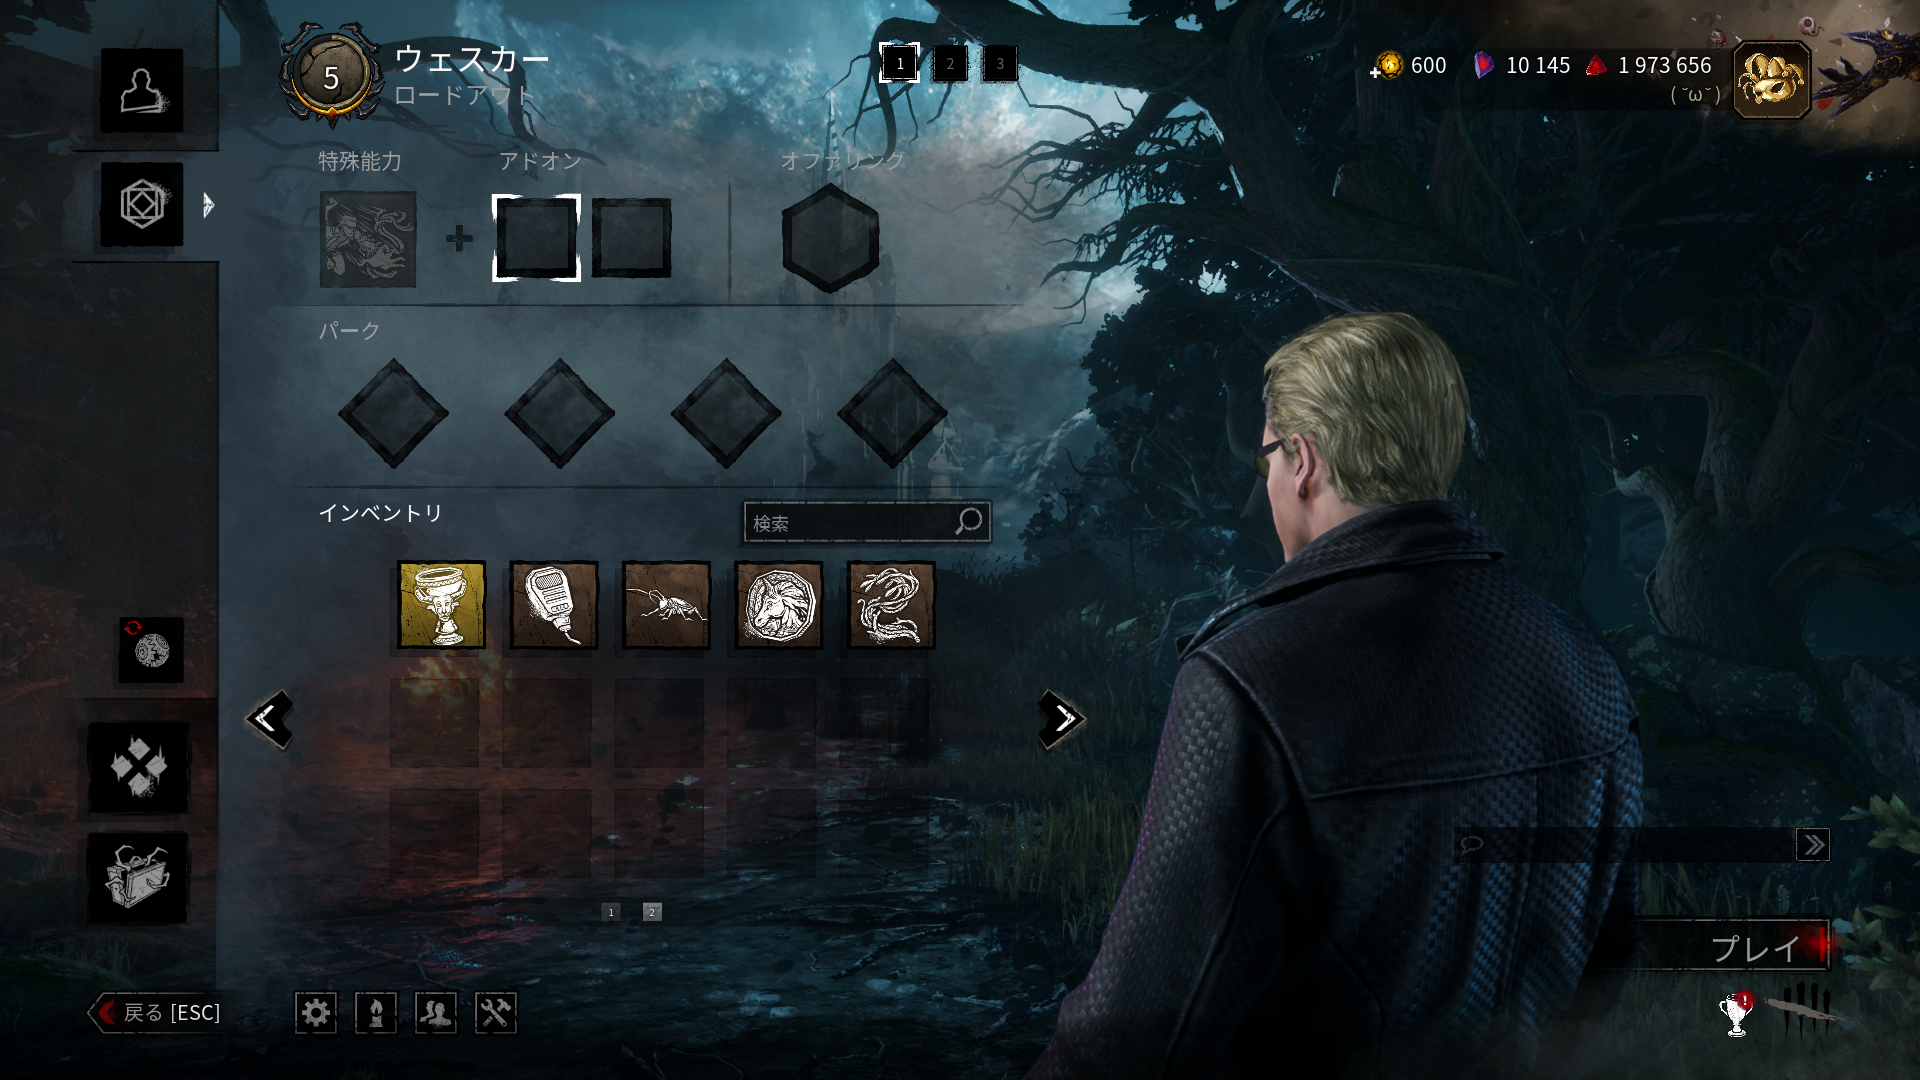 5
ウェスカー
ロードアウト
1 2 3
600 10 145 1 973 656
( ˘ω˘ )
特殊能力 アドオン オファリング
パーク
インベントリ
検索
1 2
プレイ
戻る [ESC]